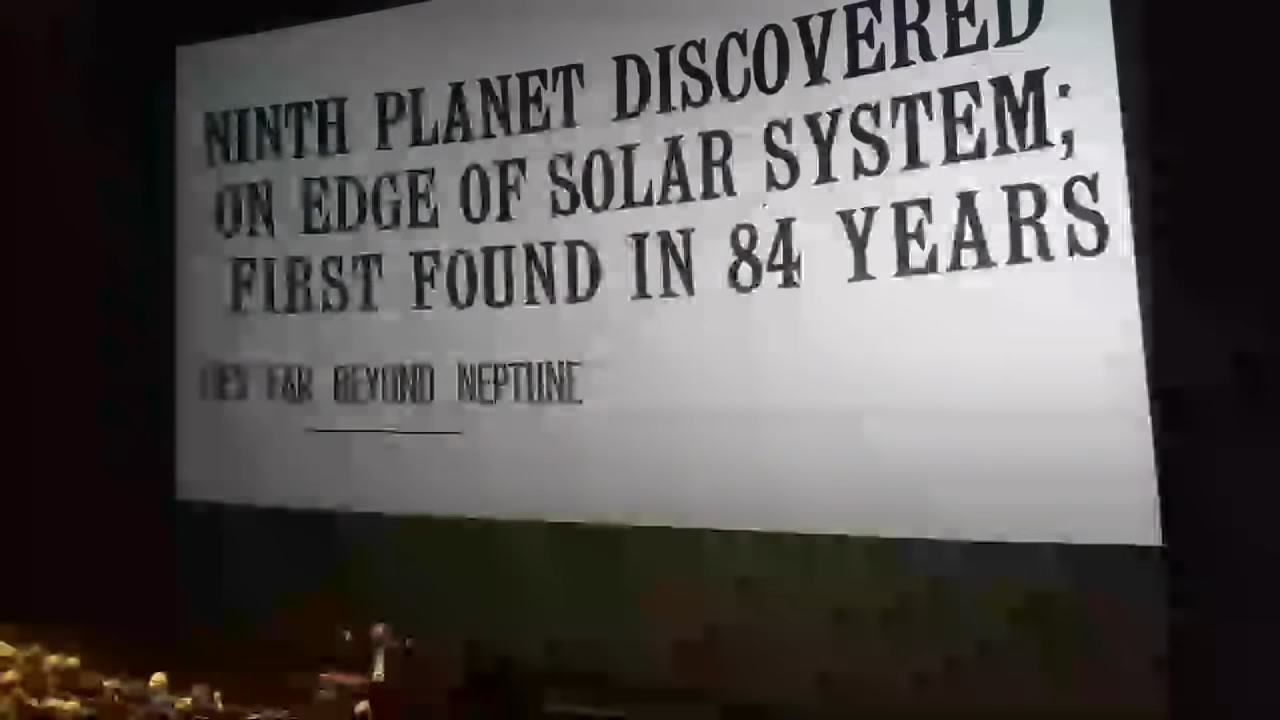 NINTH PLANET DISCOVERED
ON EDGE OF SOLAR SYSTEM;
FIRST FOUND IN 84 YEARS
LIES FAR BEYOND NEPTUNE